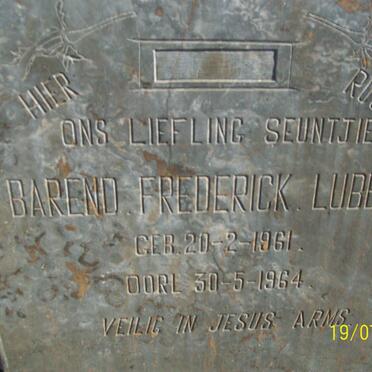 HIER RU
ONS LIEFLING SEUNTJIE
BAREND FREDERICK LUBB
GEB. 20-2-1961.
OORL 30-5-1964.
VEILIG IN JESUS ARMS
19/0